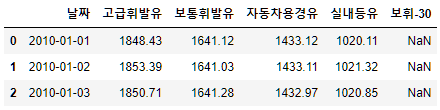 날짜 고급휘발유 보통휘발유 자동차용경유 실내등유 보휘-30
0 2010-01-01 1848.43 1641.12 1433.12 1020.11 NaN
1 2010-01-02 1853.39 1641.03 1433.11 1021.32 NaN
2 2010-01-03 1850.71 1641.28 1432.97 1020.85 NaN